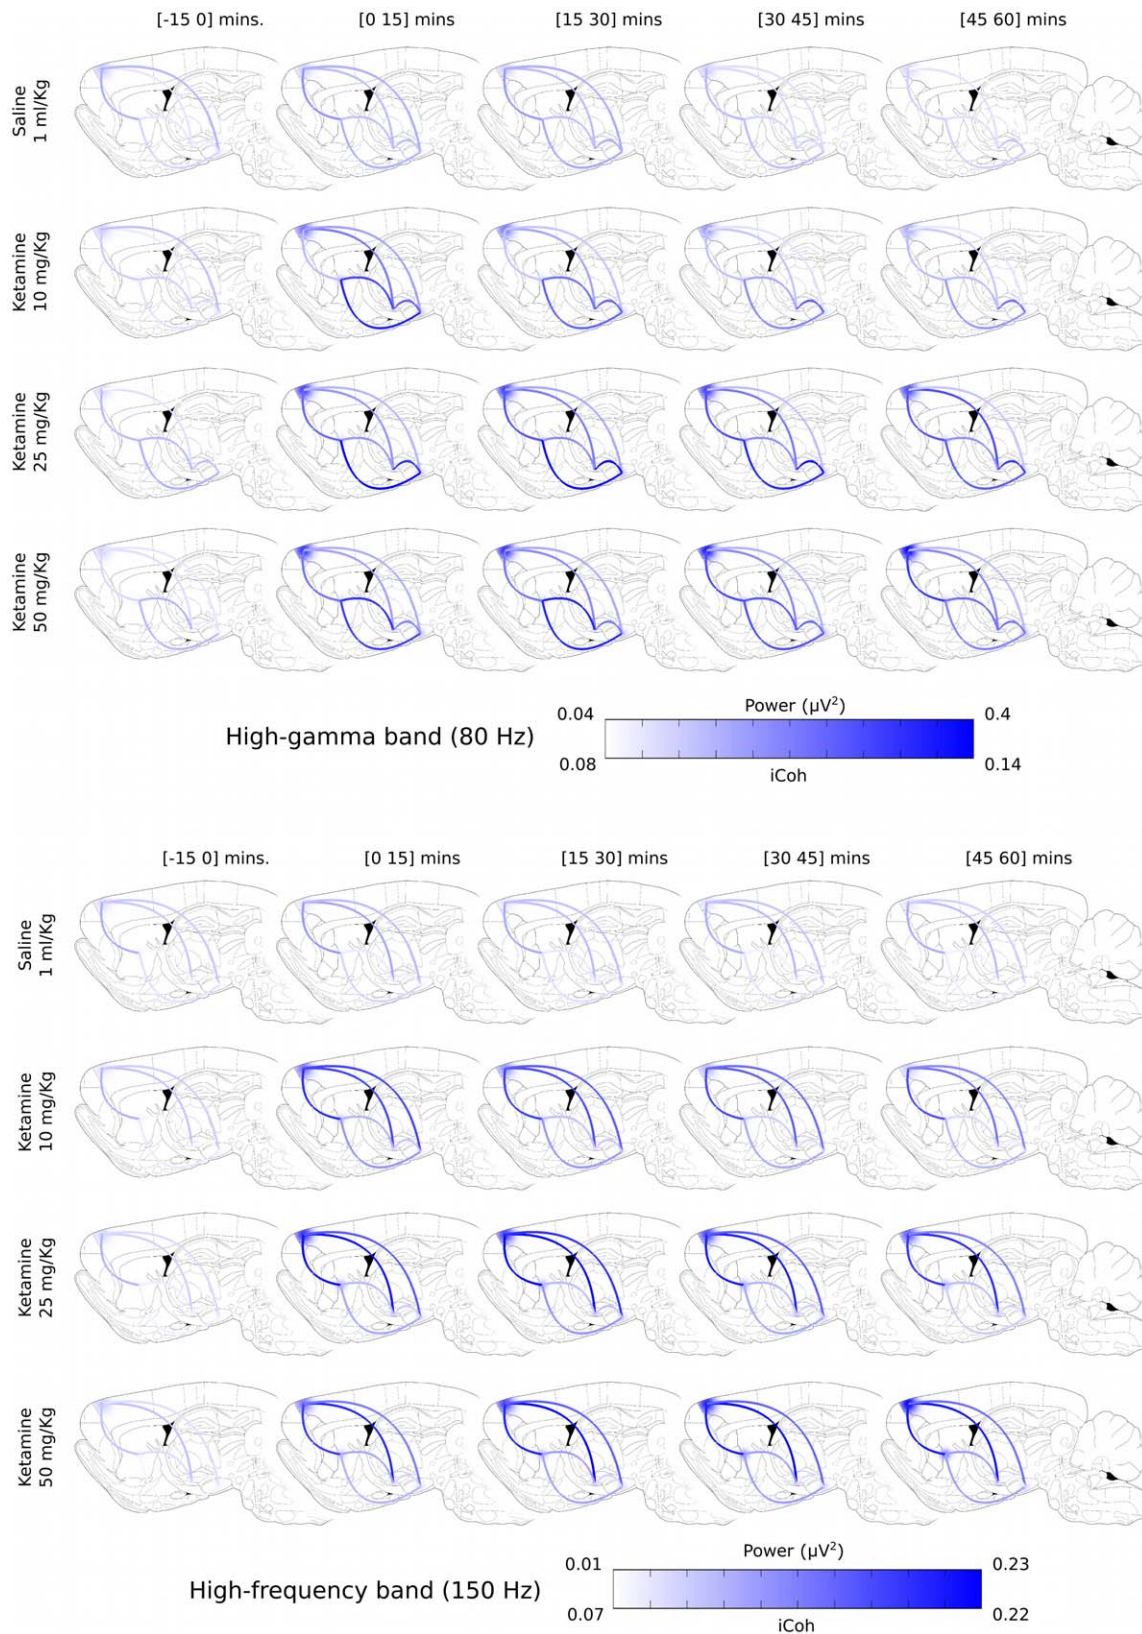 [-15 0] mins. [0 15] mins [15 30] mins [30 45] mins [45 60] mins
Saline
1 ml/Kg
Ketamine
10 mg/Kg
Ketamine
25 mg/Kg
Ketamine
50 mg/Kg
High-gamma band (80 Hz)
Power (µV²)
0.04 0.4
0.08 0.14
iCoh
[-15 0] mins. [0 15] mins [15 30] mins [30 45] mins [45 60] mins
Saline
1 ml/Kg
Ketamine
10 mg/Kg
Ketamine
25 mg/Kg
Ketamine
50 mg/Kg
High-frequency band (150 Hz)
Power (µV²)
0.01 0.23
0.07 0.22
iCoh